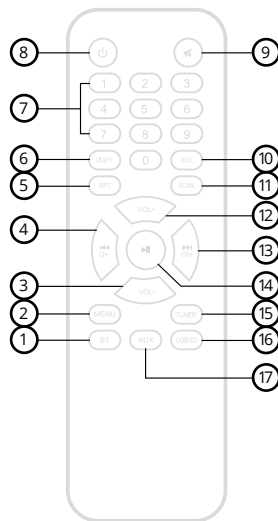 8 9
1 2 3
7
4 5 6
7 8 9
6 LIGHT 0 EQ 10
5 RPT SCAN 11
VOL+ 12
4 CH- CH+ 13
3 VOL- 14
2 MENU TUNER 15
1 BT AUX USB/SD 16
17